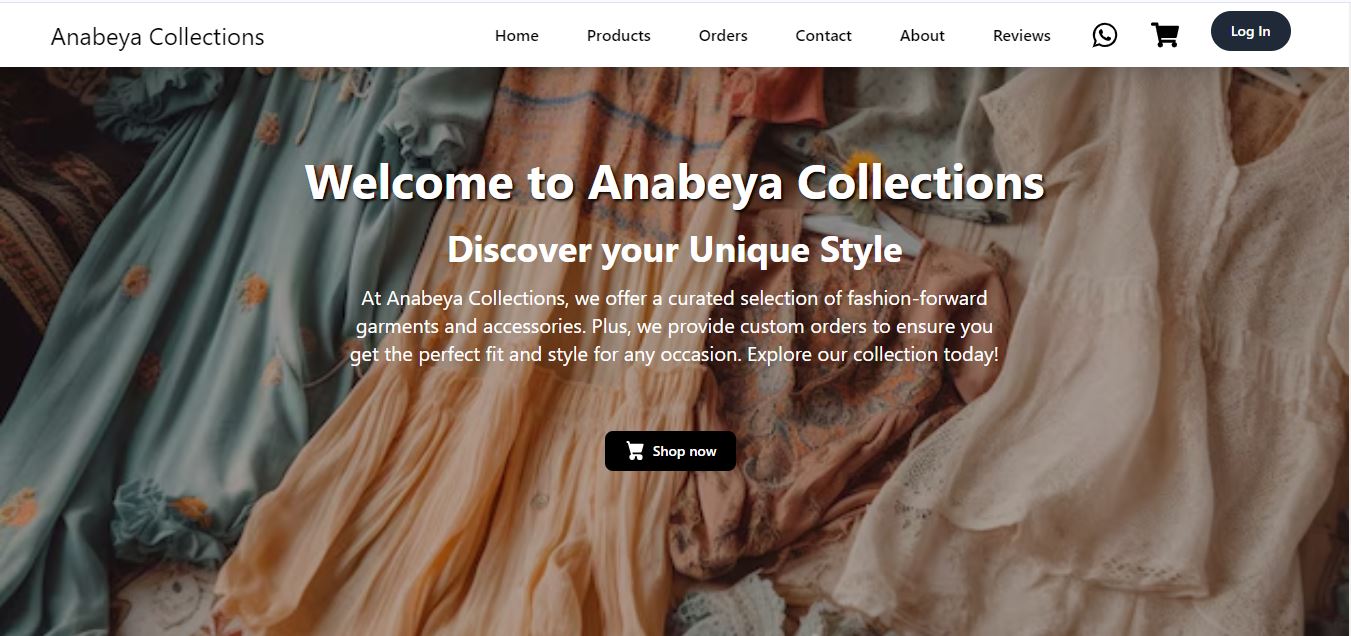 Anabeya Collections
Home Products Orders Contact About Reviews Log In
Welcome to Anabeya Collections
Discover your Unique Style
At Anabeya Collections, we offer a curated selection of fashion-forward
garments and accessories. Plus, we provide custom orders to ensure you
get the perfect fit and style for any occasion. Explore our collection today!
Shop now